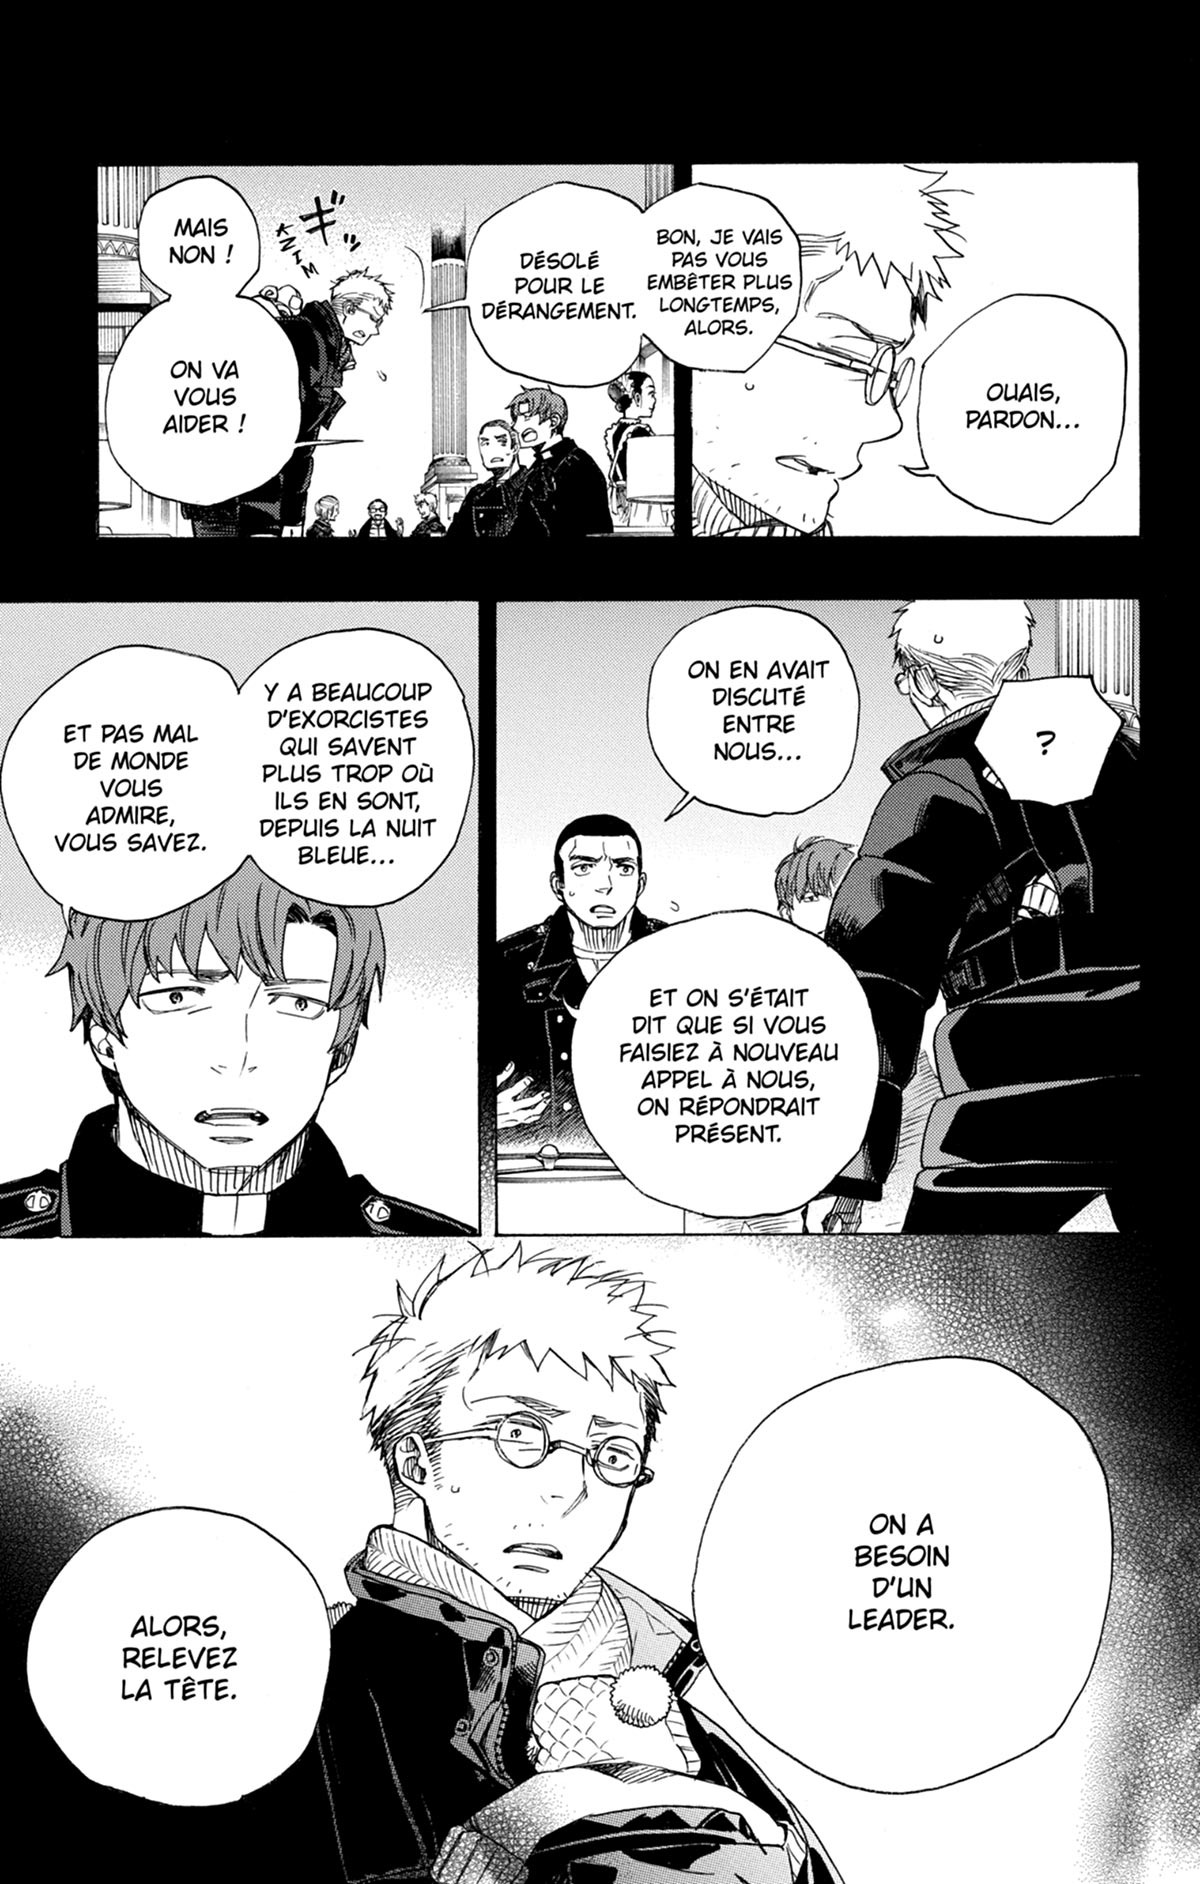 OUAIS,
PARDON...
BON, JE VAIS
PAS VOUS
EMBÊTER PLUS
LONGTEMPS,
ALORS.
DÉSOLÉ
POUR LE
DÉRANGEMENT.
ギッ
KZIM
MAIS
NON !
ON VA
VOUS
AIDER !
?
ON EN AVAIT
DISCUTÉ
ENTRE
NOUS...
ET ON S'ÉTAIT
DIT QUE SI VOUS
FAISIEZ À NOUVEAU
APPEL À NOUS,
ON RÉPONDRAIT
PRÉSENT.
Y A BEAUCOUP
D'EXORCISTES
QUI SAVENT
PLUS TROP OÙ
ILS EN SONT,
DEPUIS LA NUIT
BLEUE...
ET PAS MAL
DE MONDE
VOUS
ADMIRE,
VOUS SAVEZ.
ON A
BESOIN
D'UN
LEADER.
ALORS,
RELEVEZ
LA TÊTE.